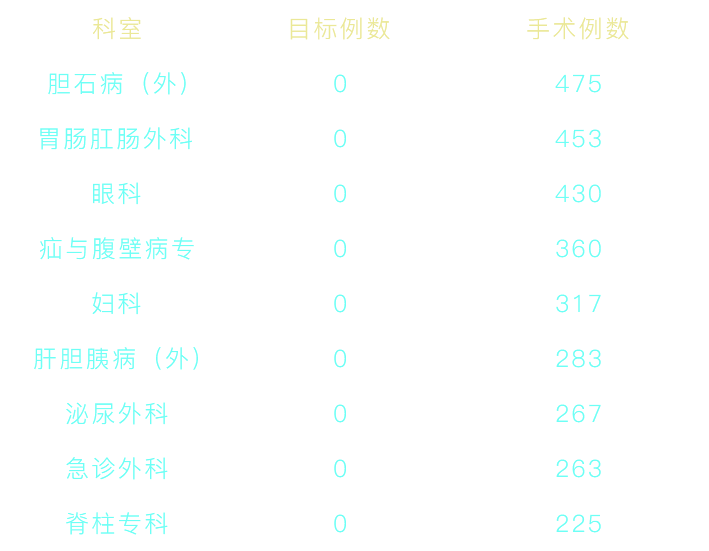 科室 目标例数 手术例数
胆石病（外） 0 475
胃肠肛肠外科 0 453
眼科 0 430
疝与腹壁病专 0 360
妇科 0 317
肝胆胰病（外） 0 283
泌尿外科 0 267
急诊外科 0 263
脊柱专科 0 225